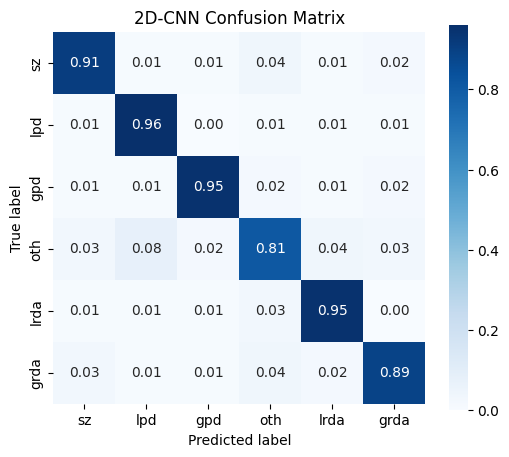 2D-CNN Confusion Matrix
sz 0.91 0.01 0.01 0.04 0.01 0.02
lpd 0.01 0.96 0.00 0.01 0.01 0.01
gpd 0.01 0.01 0.95 0.02 0.01 0.02
oth 0.03 0.08 0.02 0.81 0.04 0.03
lrda 0.01 0.01 0.01 0.03 0.95 0.00
grda 0.03 0.01 0.01 0.04 0.02 0.89
sz lpd gpd oth lrda grda
Predicted label
True label
0.8
0.6
0.4
0.2
0.0